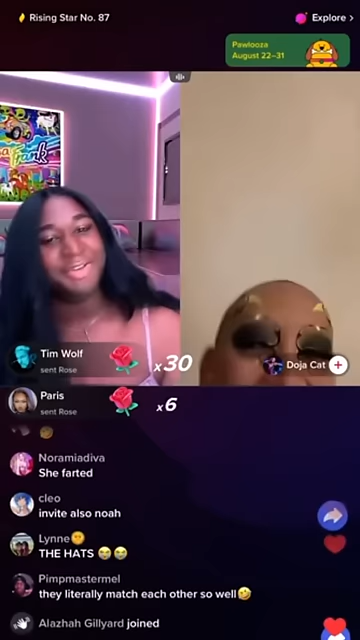 Rising Star No. 87
Explore
Pawlooza
August 22–31
Frank
Tim Wolf
sent Rose
x30
Doja Cat
Paris
sent Rose
x6
Noramiadiva
She farted
cleo
invite also noah
Lynne
THE HATS 😂😂
Pimpmastermel
they literally match each other so well🤣
Alazhah Gillyard joined